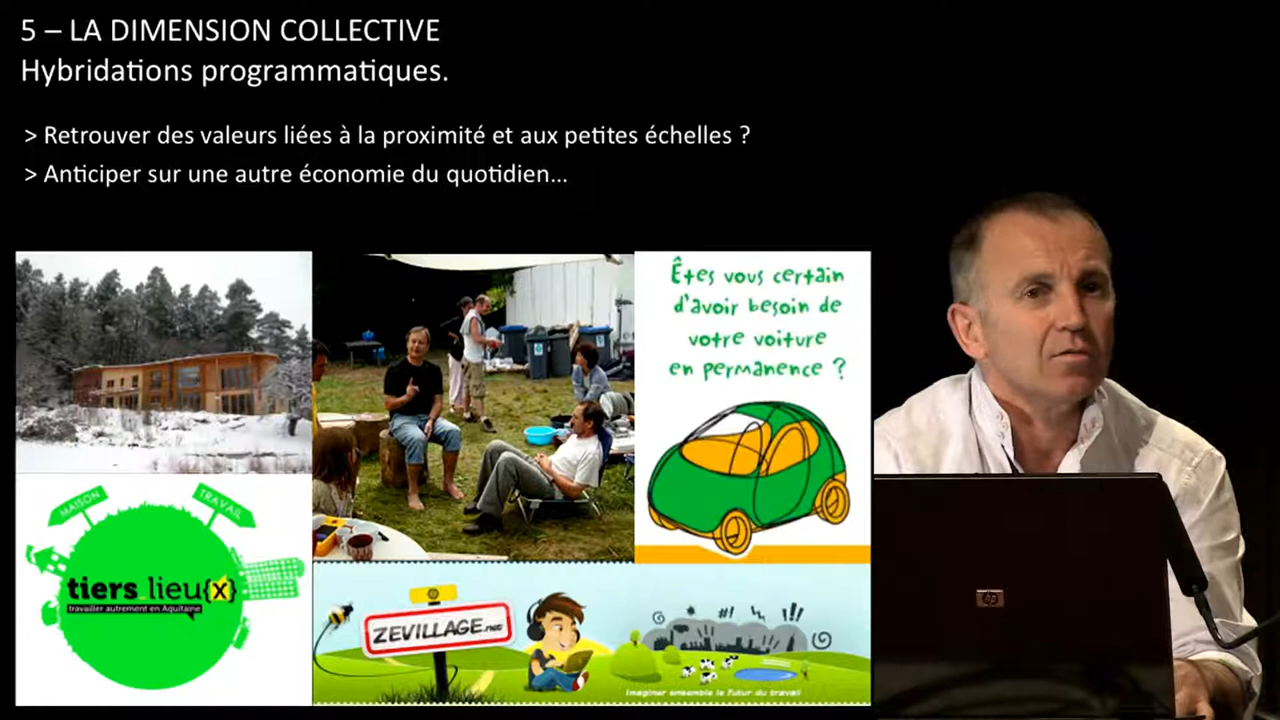 5 – LA DIMENSION COLLECTIVE
Hybridations programmatiques.
> Retrouver des valeurs liées à la proximité et aux petites échelles ?
> Anticiper sur une autre économie du quotidien...
Êtes vous certain
d'avoir besoin de
votre voiture
en permanence ?
MAISON
TRAVAIL
tiers_lieu{x}
travailler autrement en Aquitaine
ZEVILLAGE.net
#!
!!!
Imaginer ensemble le futur du travail
hp